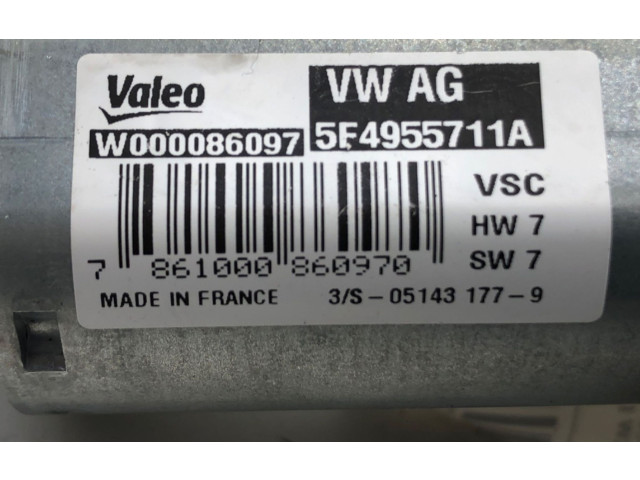 Valeo
VW AG
W000086097
5F4955711A
VSC
HW 7
SW 7
7 861000 860970
MADE IN FRANCE
3/S-05143 177-9